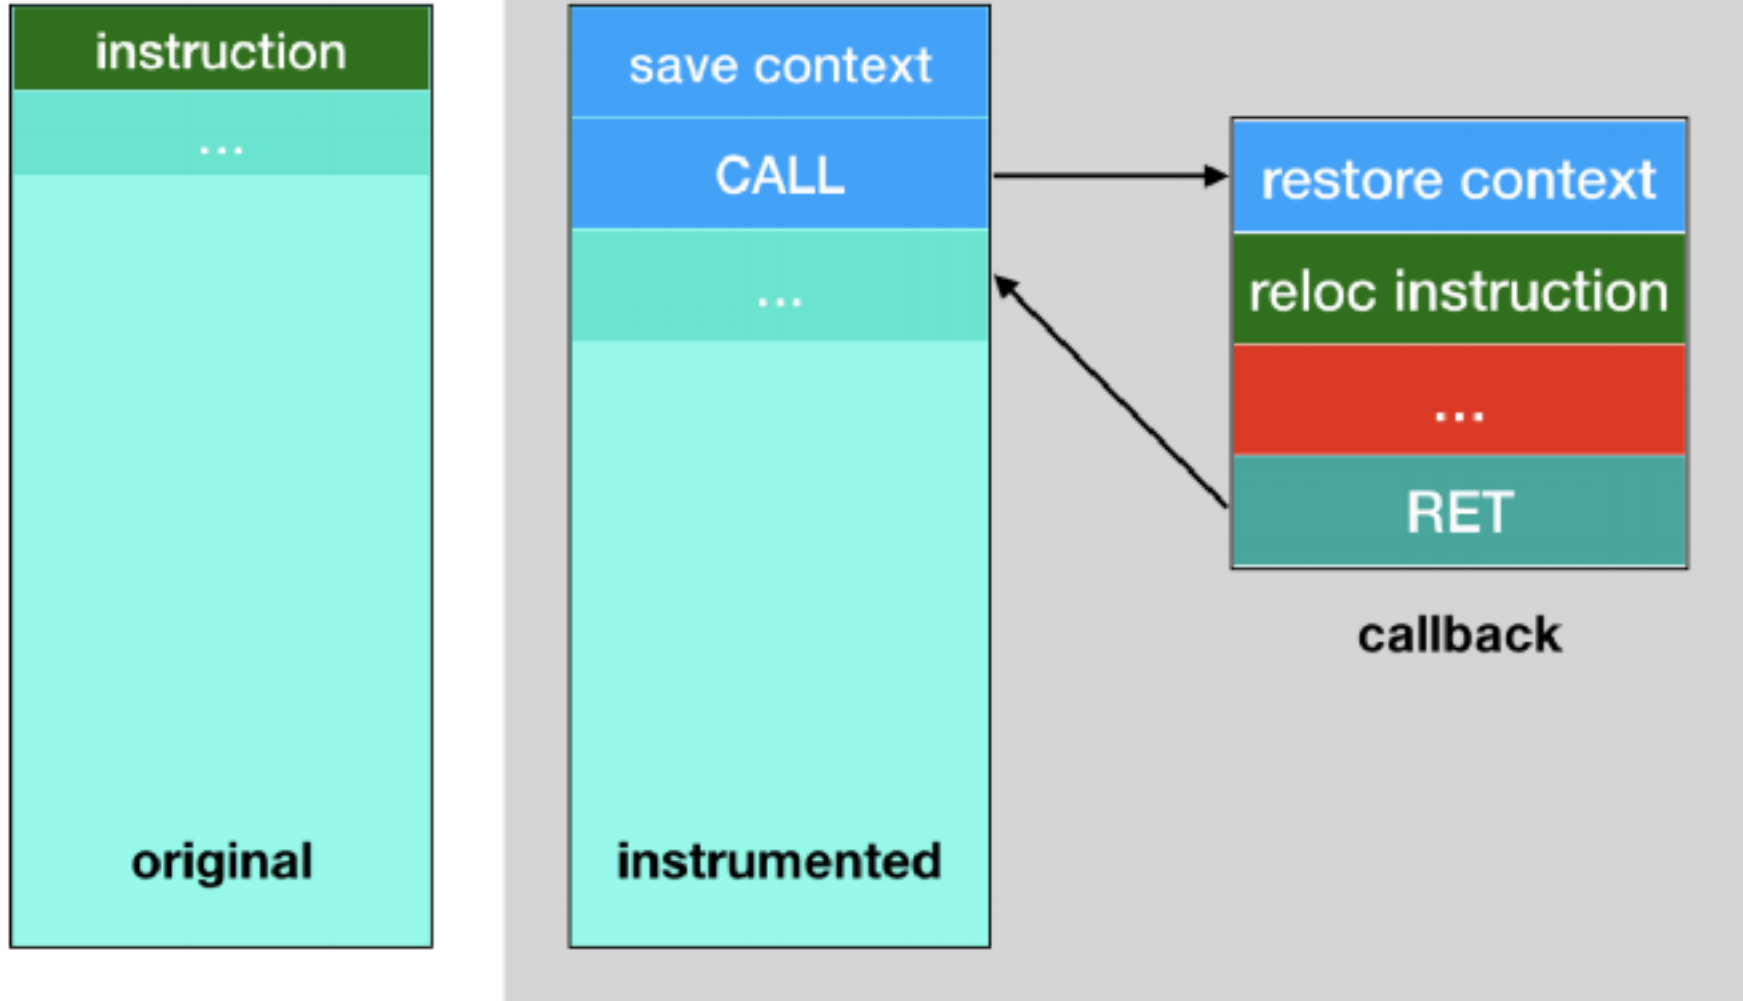 instruction
...
original
save context
CALL
...
instrumented
restore context
reloc instruction
...
RET
callback